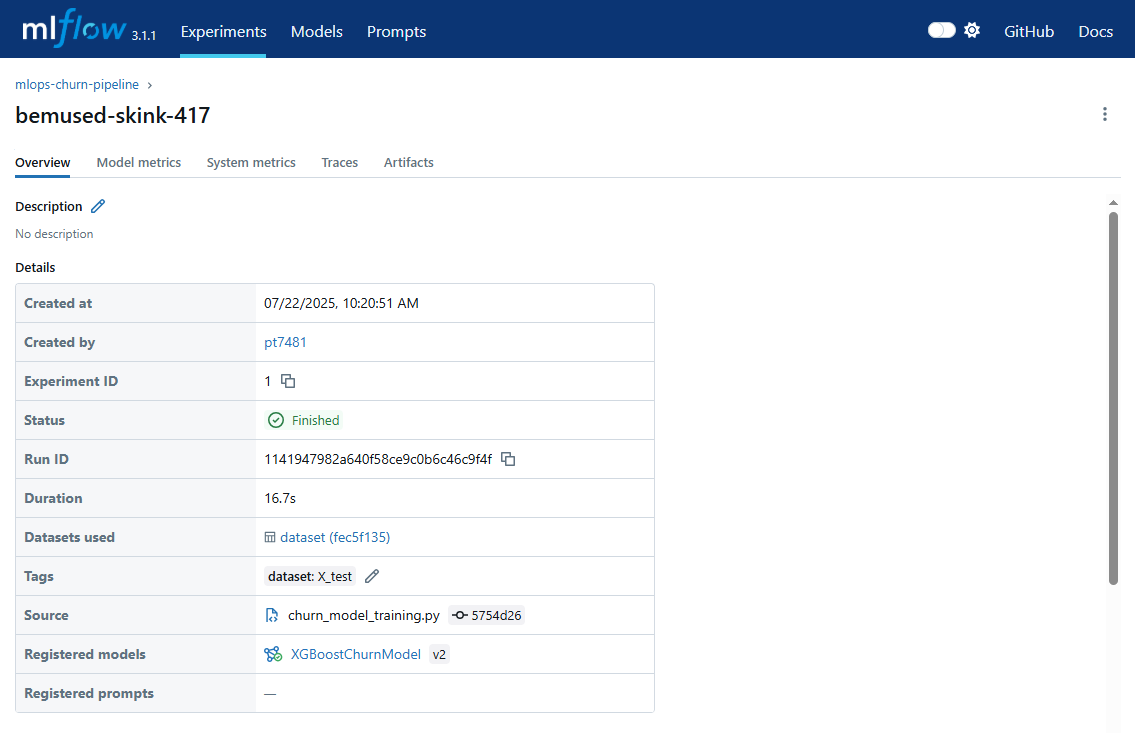 mlflow 3.1.1 Experiments Models Prompts GitHub Docs
mlops-churn-pipeline
bemused-skink-417
Overview Model metrics System metrics Traces Artifacts
Description
No description
Details
Created at 07/22/2025, 10:20:51 AM
Created by pt7481
Experiment ID 1
Status Finished
Run ID 1141947982a640f58ce9c0b6c46c9f4f
Duration 16.7s
Datasets used dataset (fec5f135)
Tags dataset: X_test
Source churn_model_training.py 5754d26
Registered models XGBoostChurnModel v2
Registered prompts —